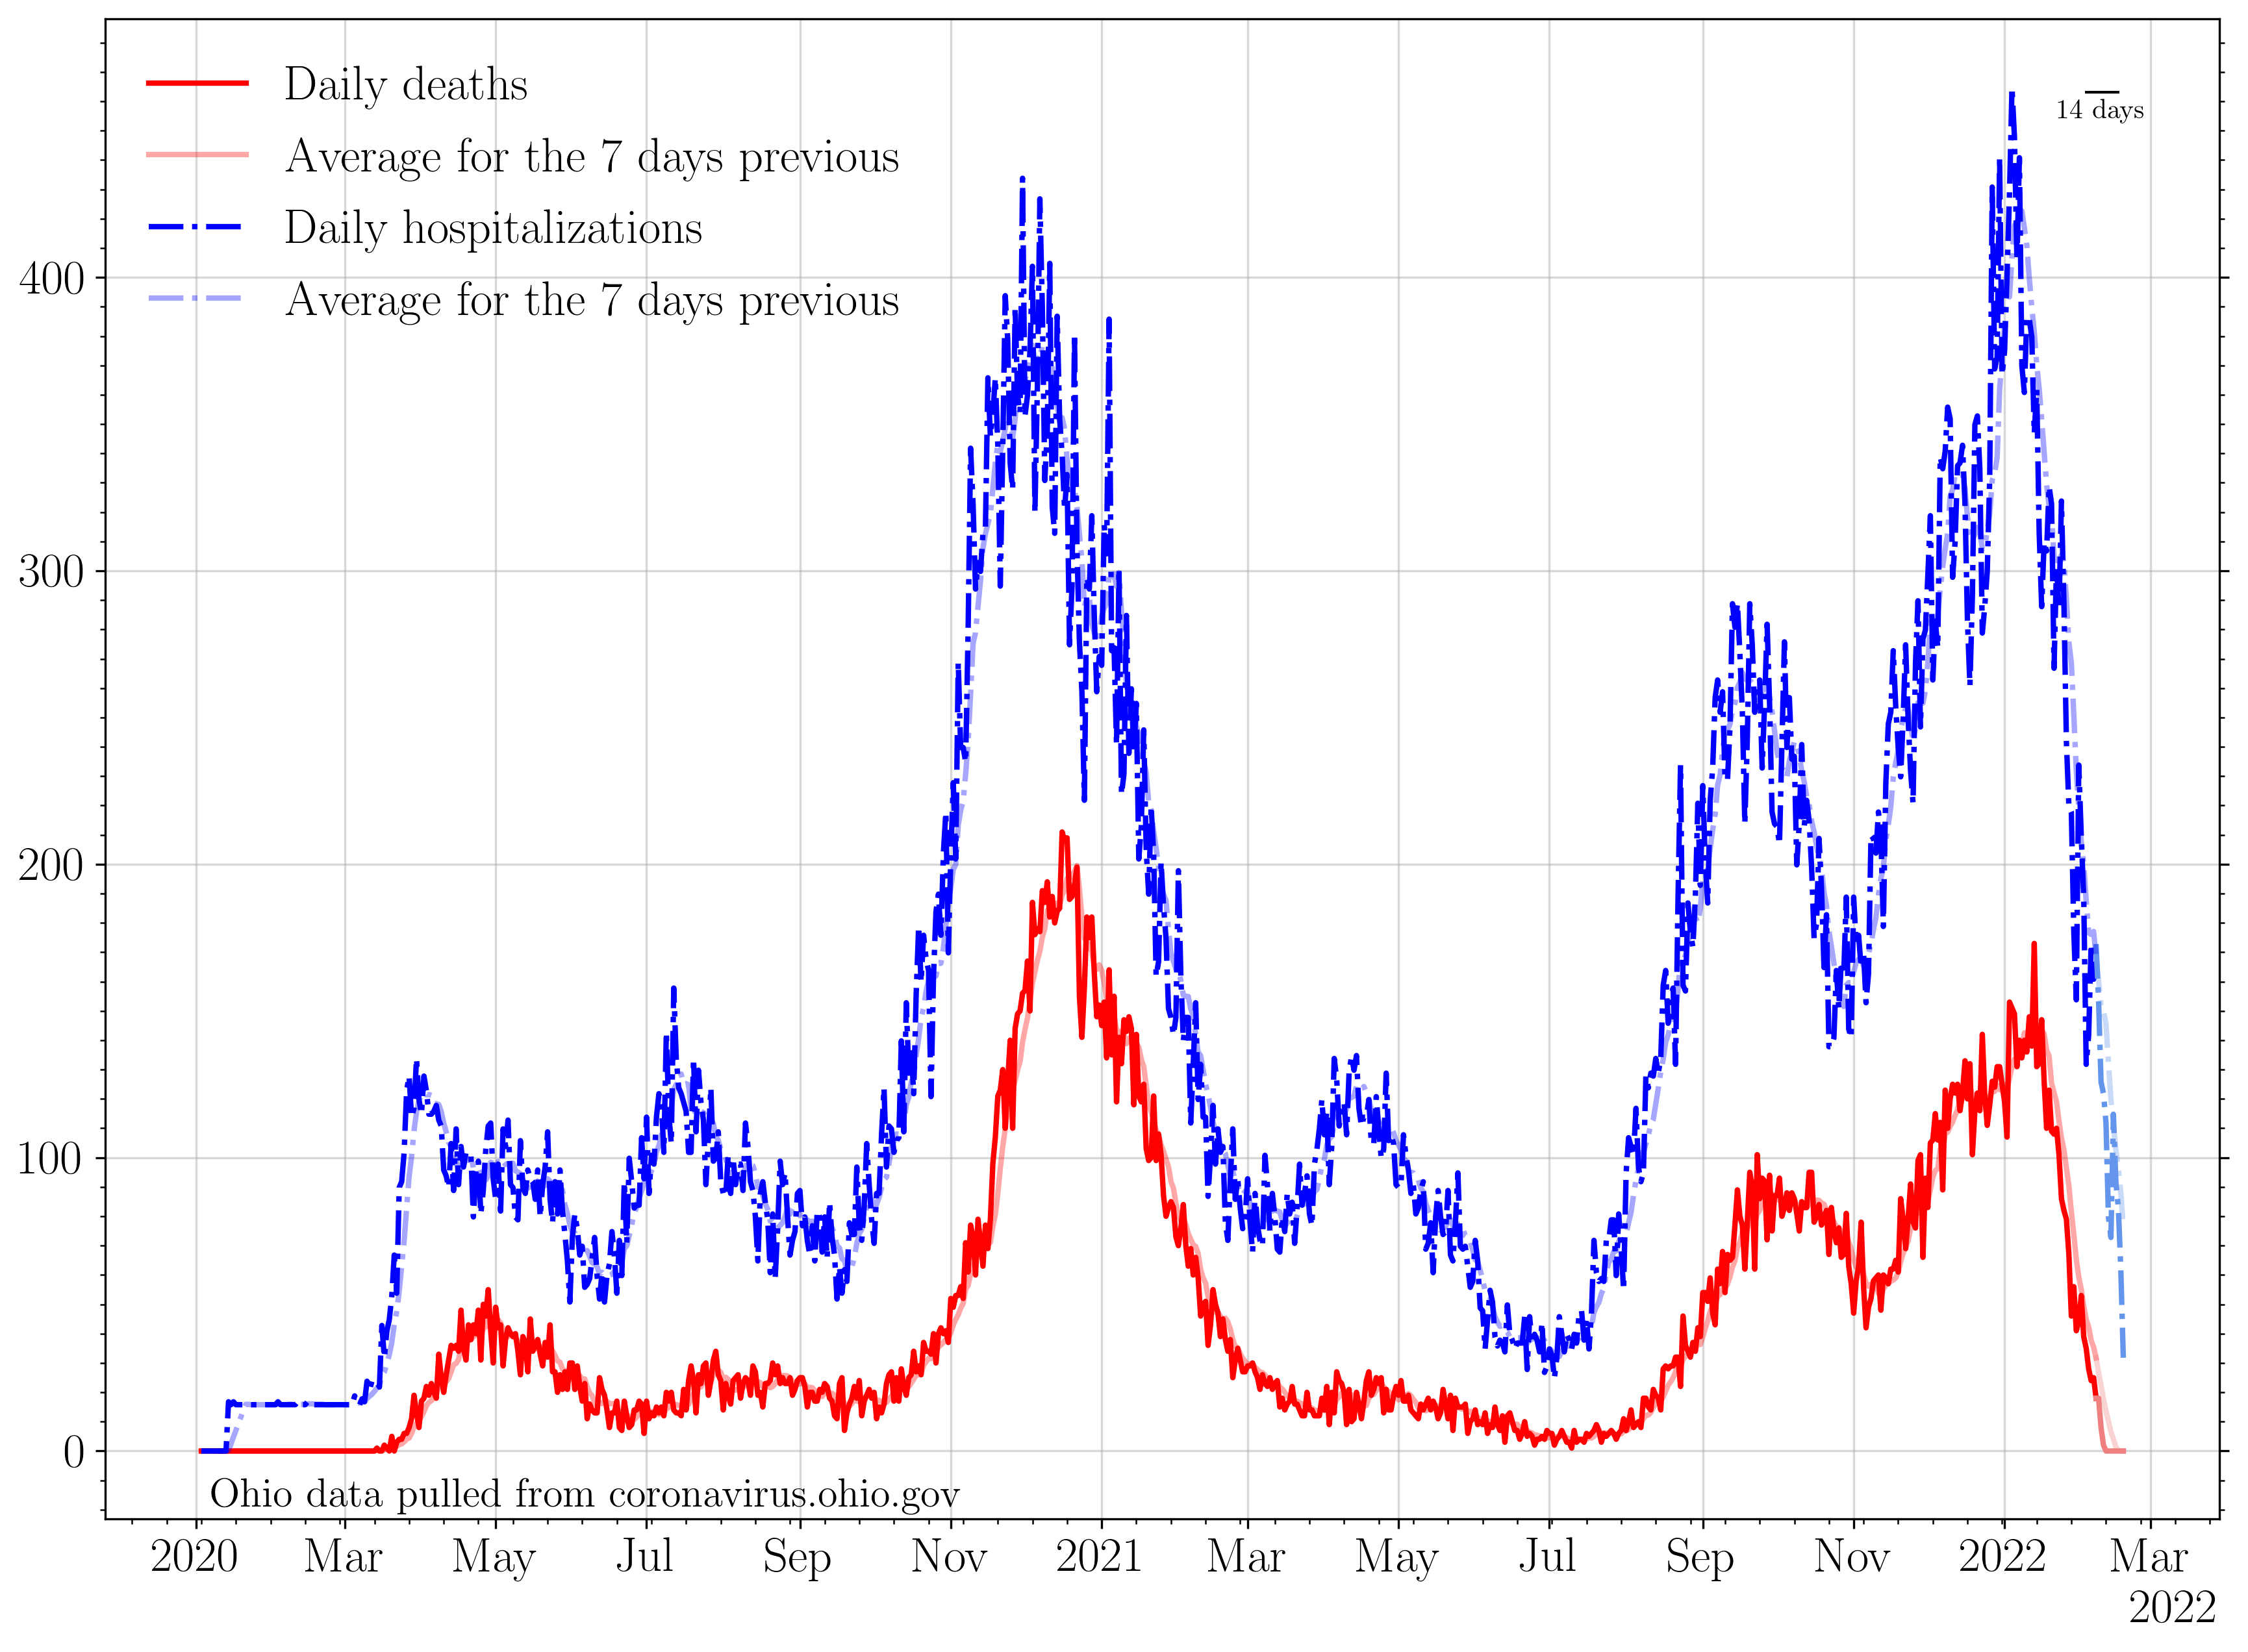 Daily deaths
Average for the 7 days previous
Daily hospitalizations
Average for the 7 days previous
14 days
400
300
200
100
0
Ohio data pulled from coronavirus.ohio.gov
2020 Mar May Jul Sep Nov 2021 Mar May Jul Sep Nov 2022 Mar
2022